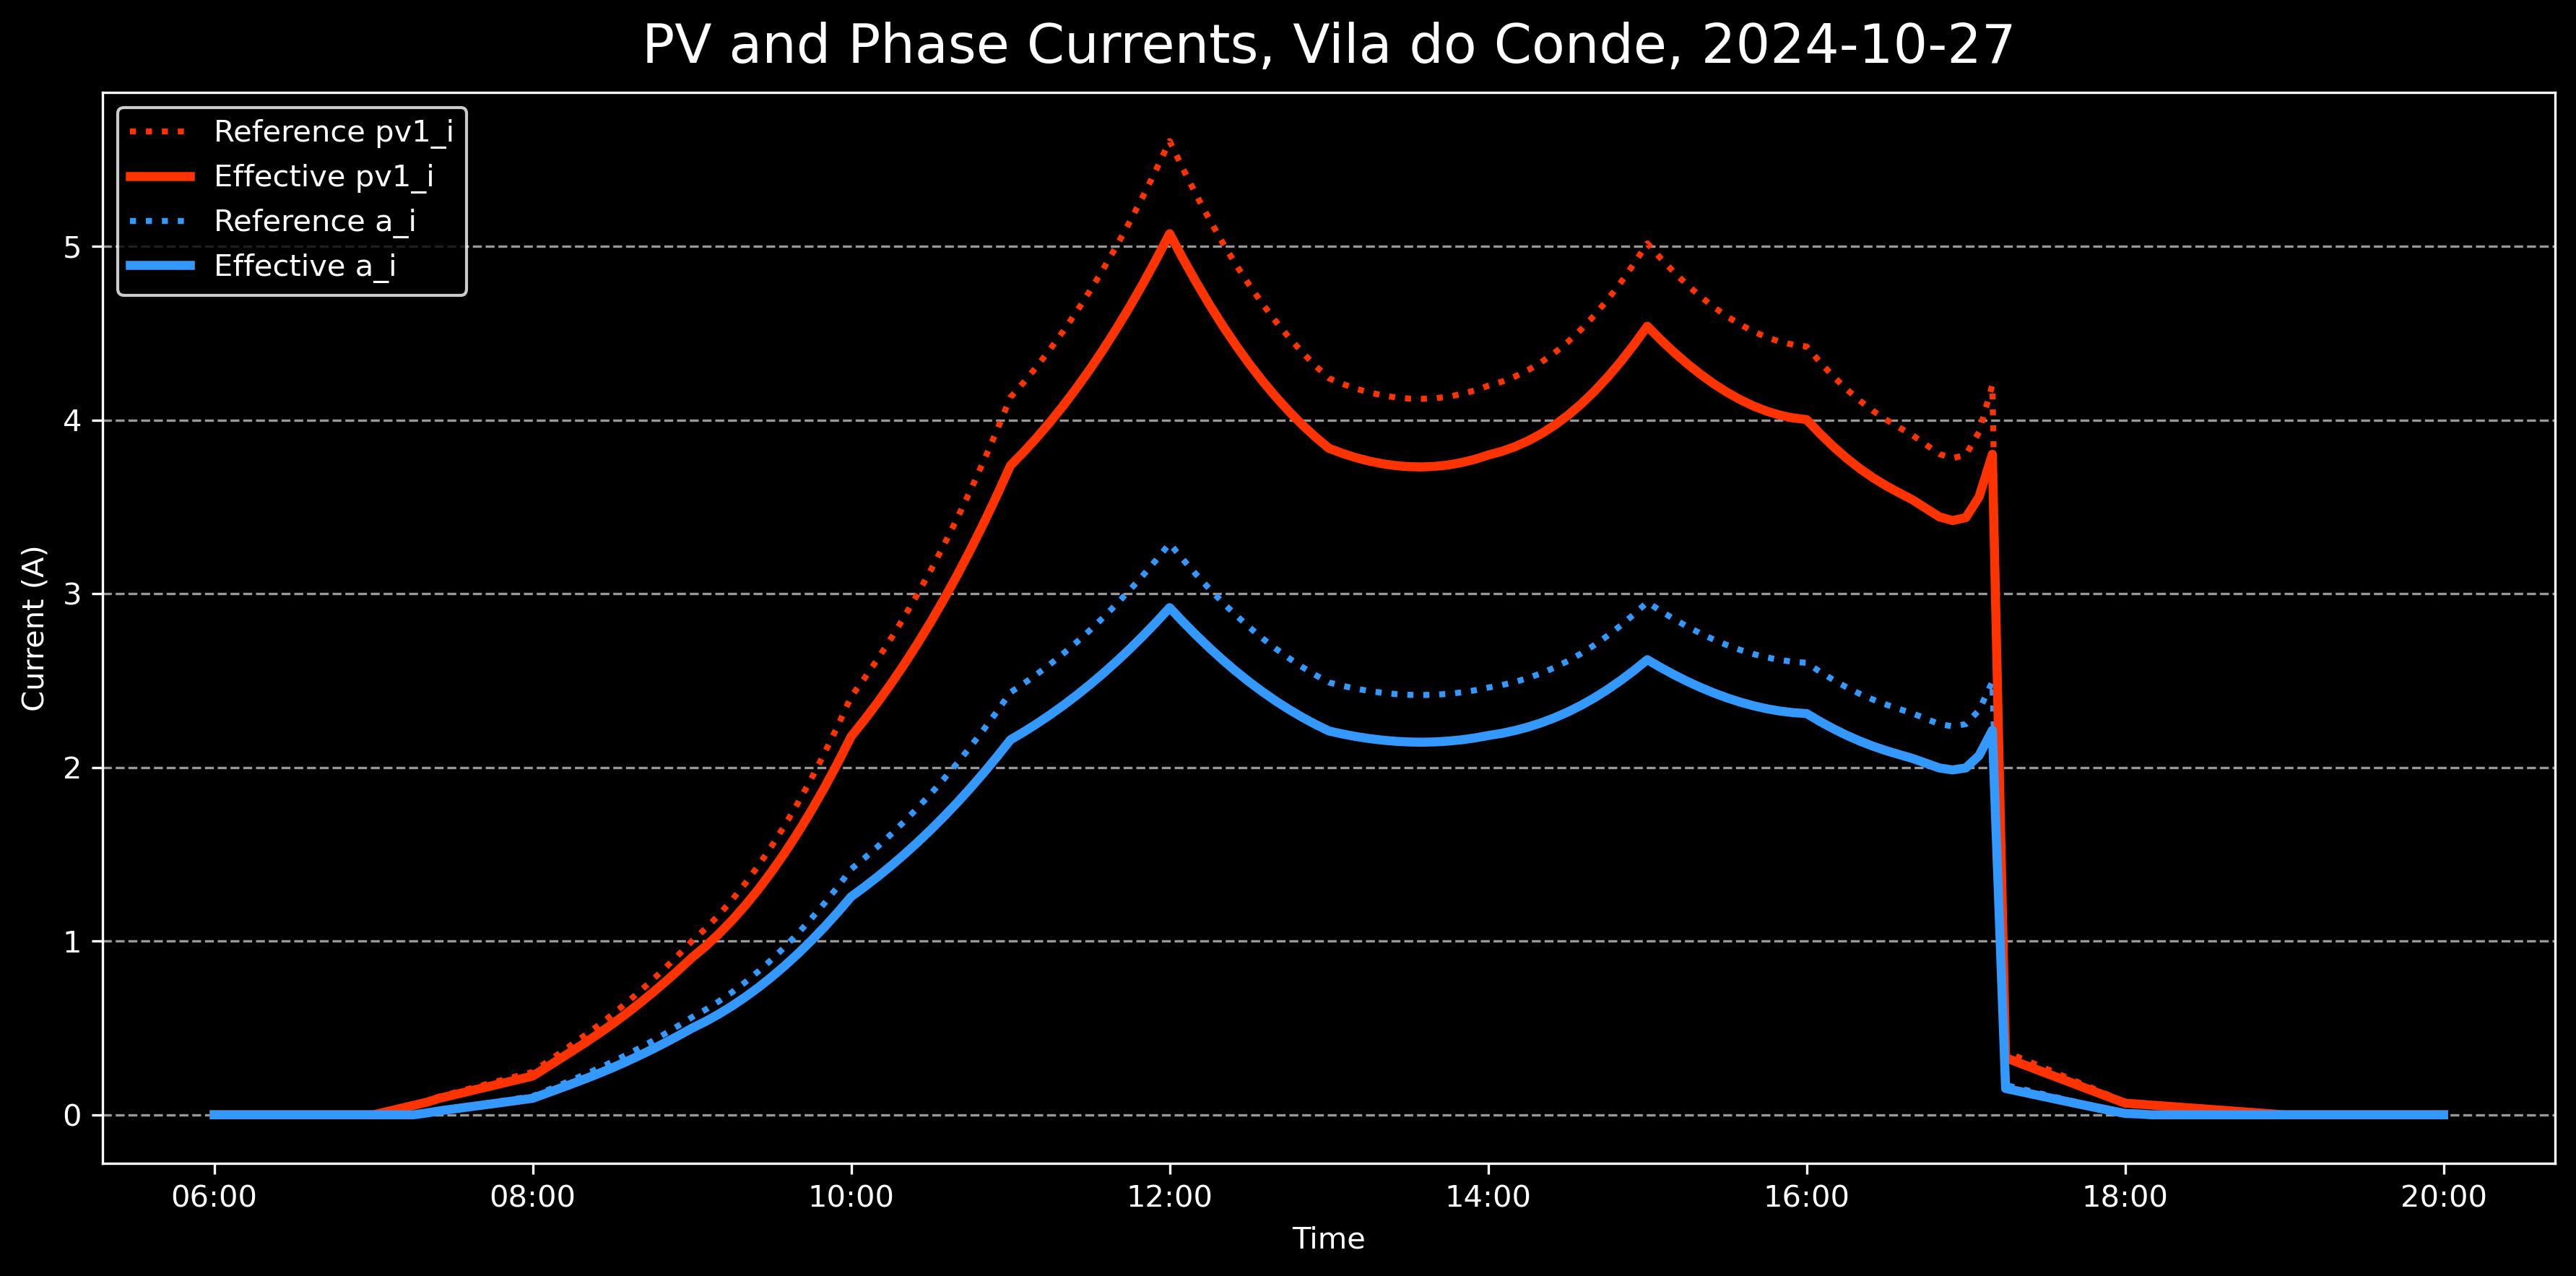 PV and Phase Currents, Vila do Conde, 2024-10-27
Reference pv1_i
Effective pv1_i
Reference a_i
Effective a_i
5
4
3
2
1
0
Current (A)
06:00 08:00 10:00 12:00 14:00 16:00 18:00 20:00
Time